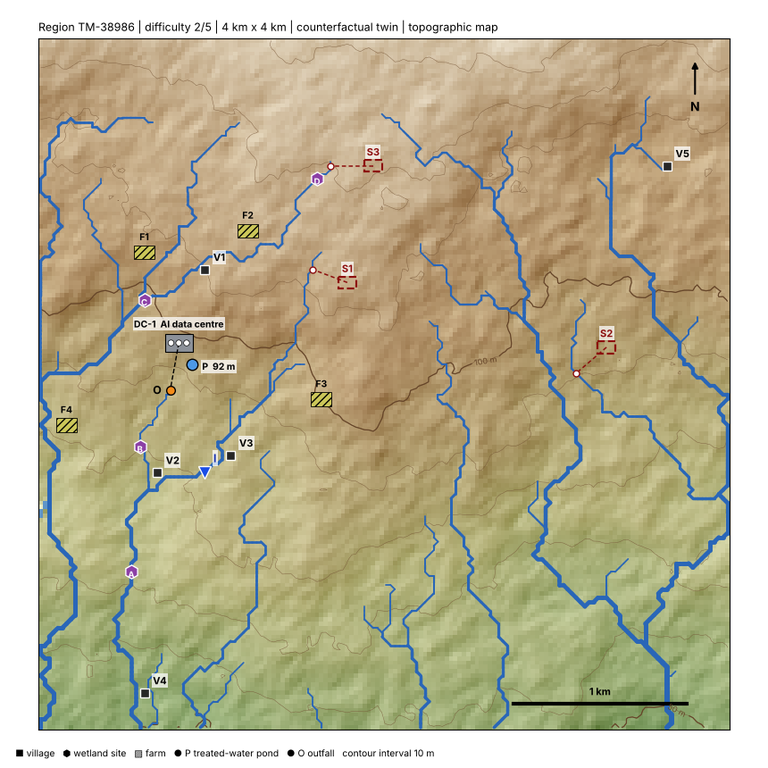 Region TM-38986 | difficulty 2/5 | 4 km x 4 km | counterfactual twin | topographic map
N
S3
V5
D
F2
F1
V1
S1
C
DC-1 AI data centre
S2
P 92 m
100 m
O
F3
F4
V3
B
I
V2
A
V4
1 km
village wetland site farm P treated-water pond O outfall contour interval 10 m